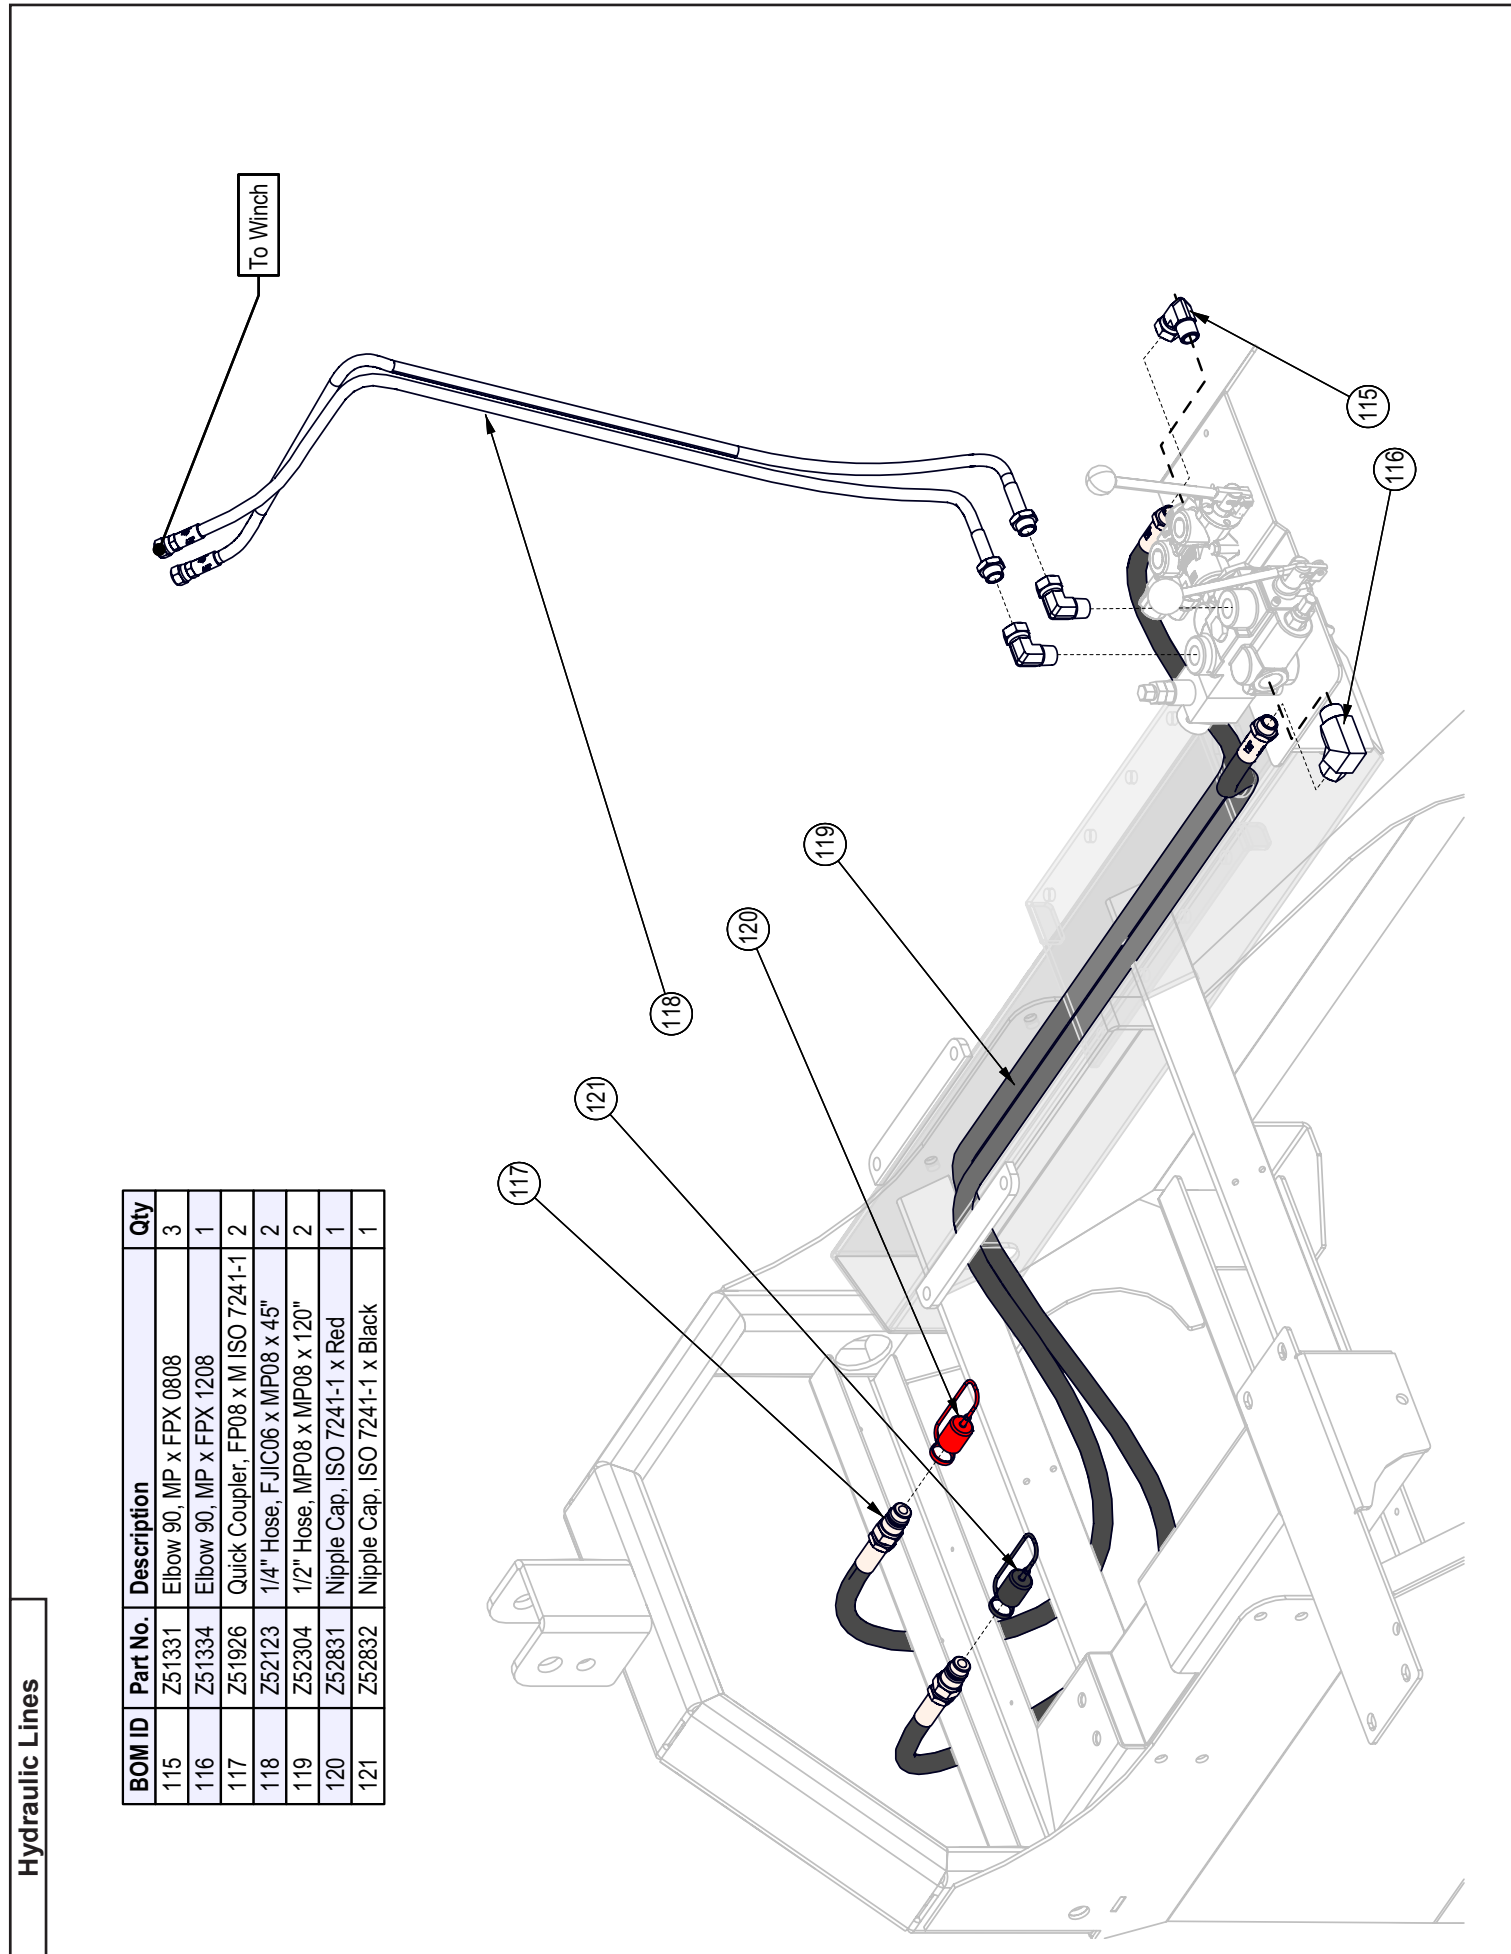 Hydraulic Lines
BOM ID Part No. Description Qty
115 Z51331 Elbow 90, MP x FPX 0808 3
116 Z51334 Elbow 90, MP x FPX 1208 1
117 Z51926 Quick Coupler, FP08 x M ISO 7241-1 2
118 Z52123 1/4" Hose, FJIC06 x MP08 x 45" 2
119 Z52304 1/2" Hose, MP08 x MP08 x 120" 2
120 Z52831 Nipple Cap, ISO 7241-1 x Red 1
121 Z52832 Nipple Cap, ISO 7241-1 x Black 1
To Winch
117
121
118
120
119
115
116